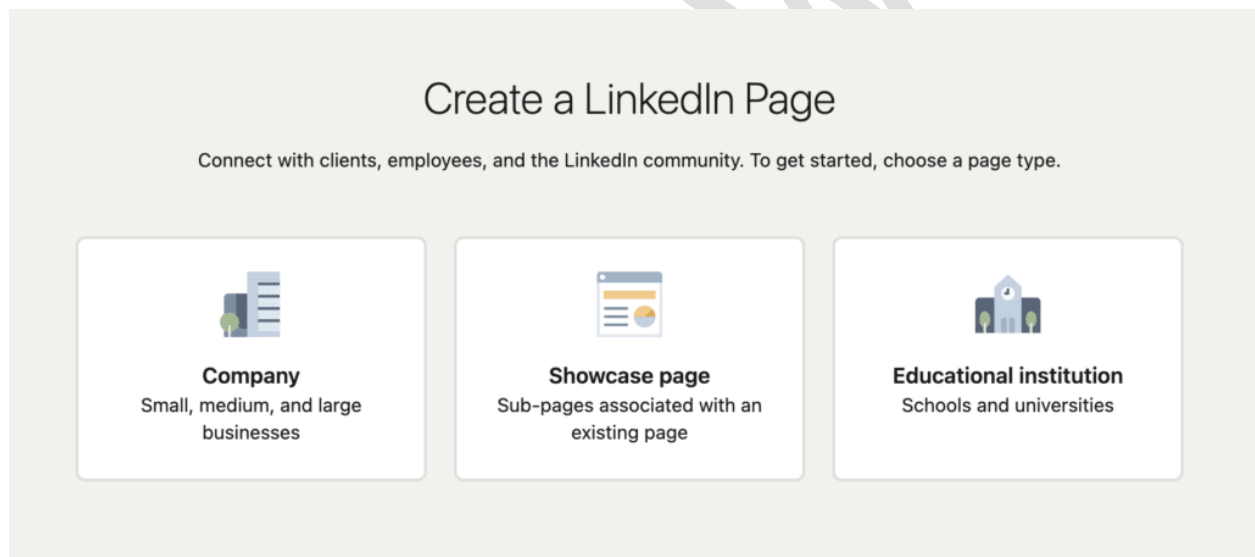 Create a LinkedIn Page
Connect with clients, employees, and the LinkedIn community. To get started, choose a page type.
Company
Small, medium, and large
businesses
Showcase page
Sub-pages associated with an
existing page
Educational institution
Schools and universities